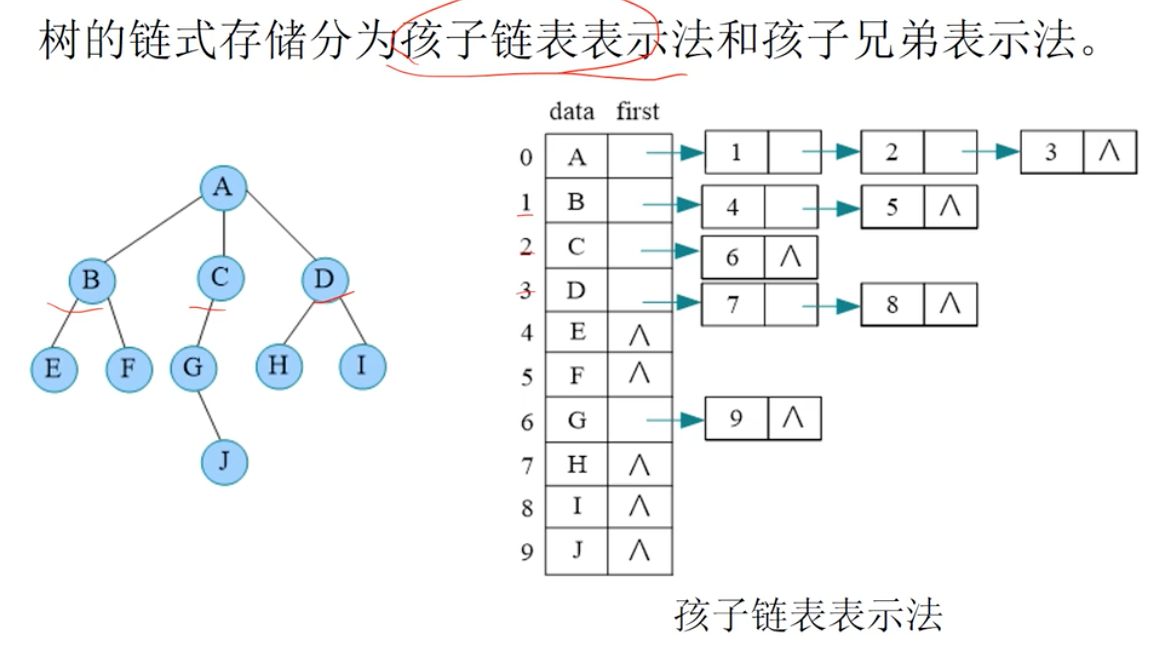 树的链式存储分为孩子链表表示法和孩子兄弟表示法。
data first
A
B C D
E F G H I
J
0 A 1 2 3 ∧
1 B 4 5 ∧
2 C 6 ∧
3 D 7 8 ∧
4 E ∧
5 F ∧
6 G 9 ∧
7 H ∧
8 I ∧
9 J ∧
孩子链表表示法